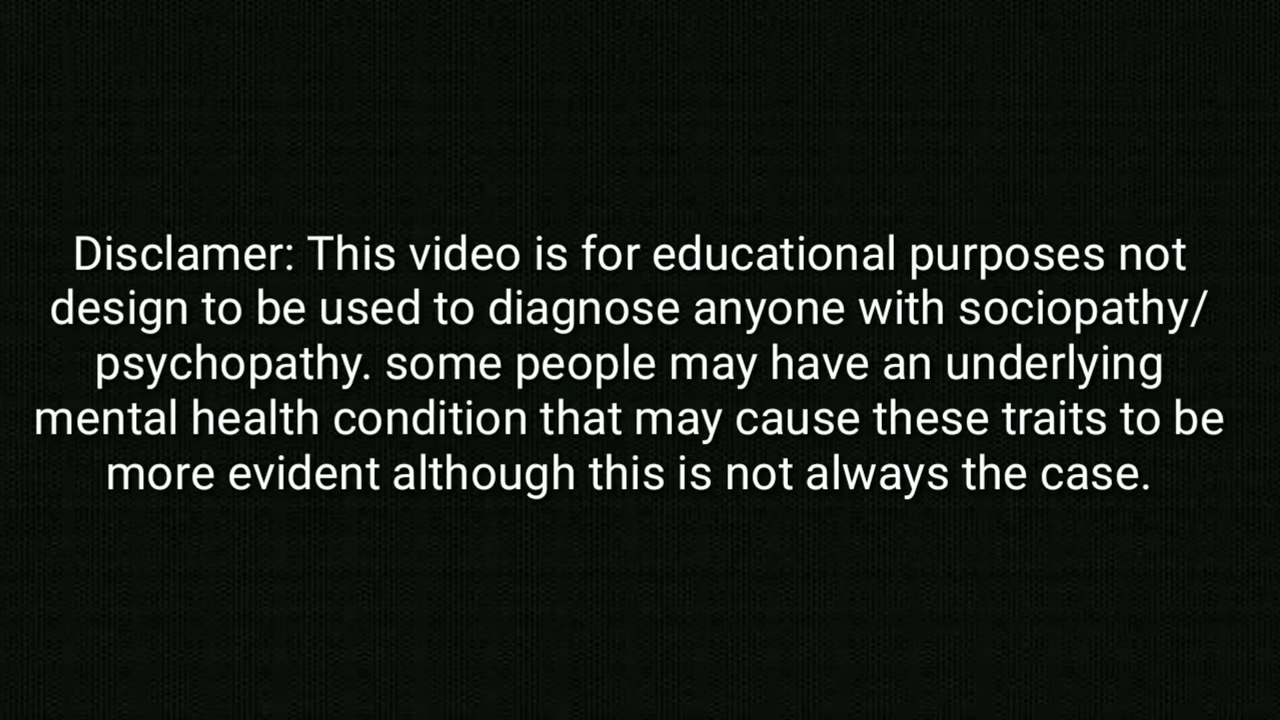 Disclamer: This video is for educational purposes not
design to be used to diagnose anyone with sociopathy/
psychopathy. some people may have an underlying
mental health condition that may cause these traits to be
more evident although this is not always the case.